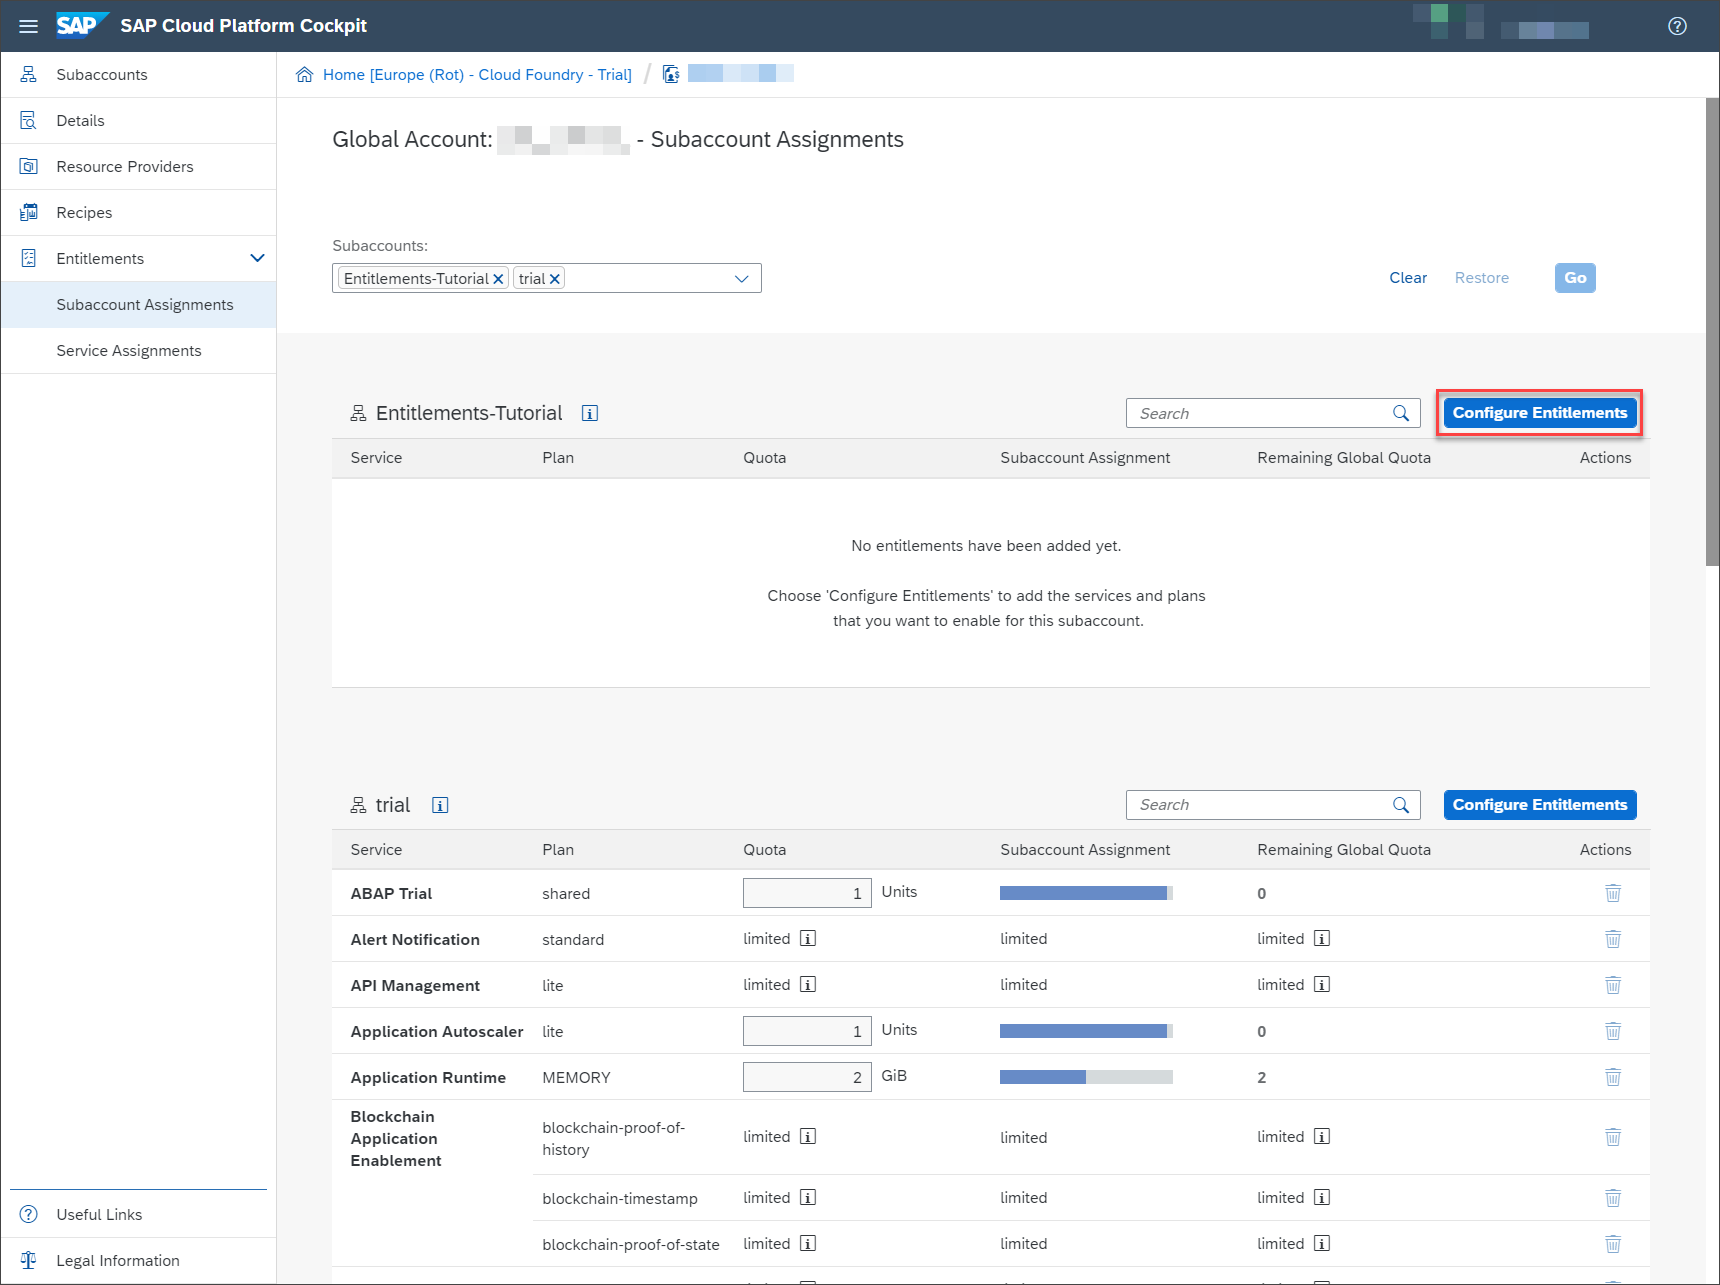 SAP SAP Cloud Platform Cockpit
Subaccounts
Details
Resource Providers
Recipes
Entitlements
Subaccount Assignments
Service Assignments
Useful Links
Legal Information
Home [Europe (Rot) - Cloud Foundry - Trial] /
Global Account: - Subaccount Assignments
Subaccounts:
Entitlements-Tutorial trial
Clear Restore Go
Entitlements-Tutorial Search Configure Entitlements
Service Plan Quota Subaccount Assignment Remaining Global Quota Actions
No entitlements have been added yet.
Choose 'Configure Entitlements' to add the services and plans
that you want to enable for this subaccount.
trial Search Configure Entitlements
Service Plan Quota Subaccount Assignment Remaining Global Quota Actions
ABAP Trial shared 1 Units 0
Alert Notification standard limited limited limited
API Management lite limited limited limited
Application Autoscaler lite 1 Units 0
Application Runtime MEMORY 2 GiB 2
Blockchain
Application
Enablement
blockchain-proof-of-
history
limited limited limited
blockchain-timestamp limited limited limited
blockchain-proof-of-state limited limited limited